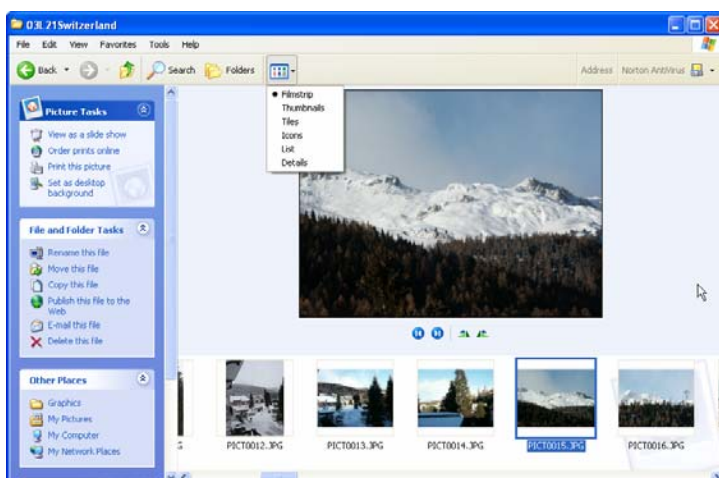 03L21Switzerland
File Edit View Favorites Tools Help
Back Search Folders Address Norton AntiVirus
Filmstrip
Thumbnails
Tiles
Icons
List
Details
Picture Tasks
View as a slide show
Order prints online
Print this picture
Set as desktop
background
File and Folder Tasks
Rename this file
Move this file
Copy this file
Publish this file to the
Web
E-mail this file
Delete this file
Other Places
Graphics
My Pictures
My Computer
My Network Places
PICT0012.JPG PICT0013.JPG PICT0014.JPG PICT0015.JPG PICT0016.JPG